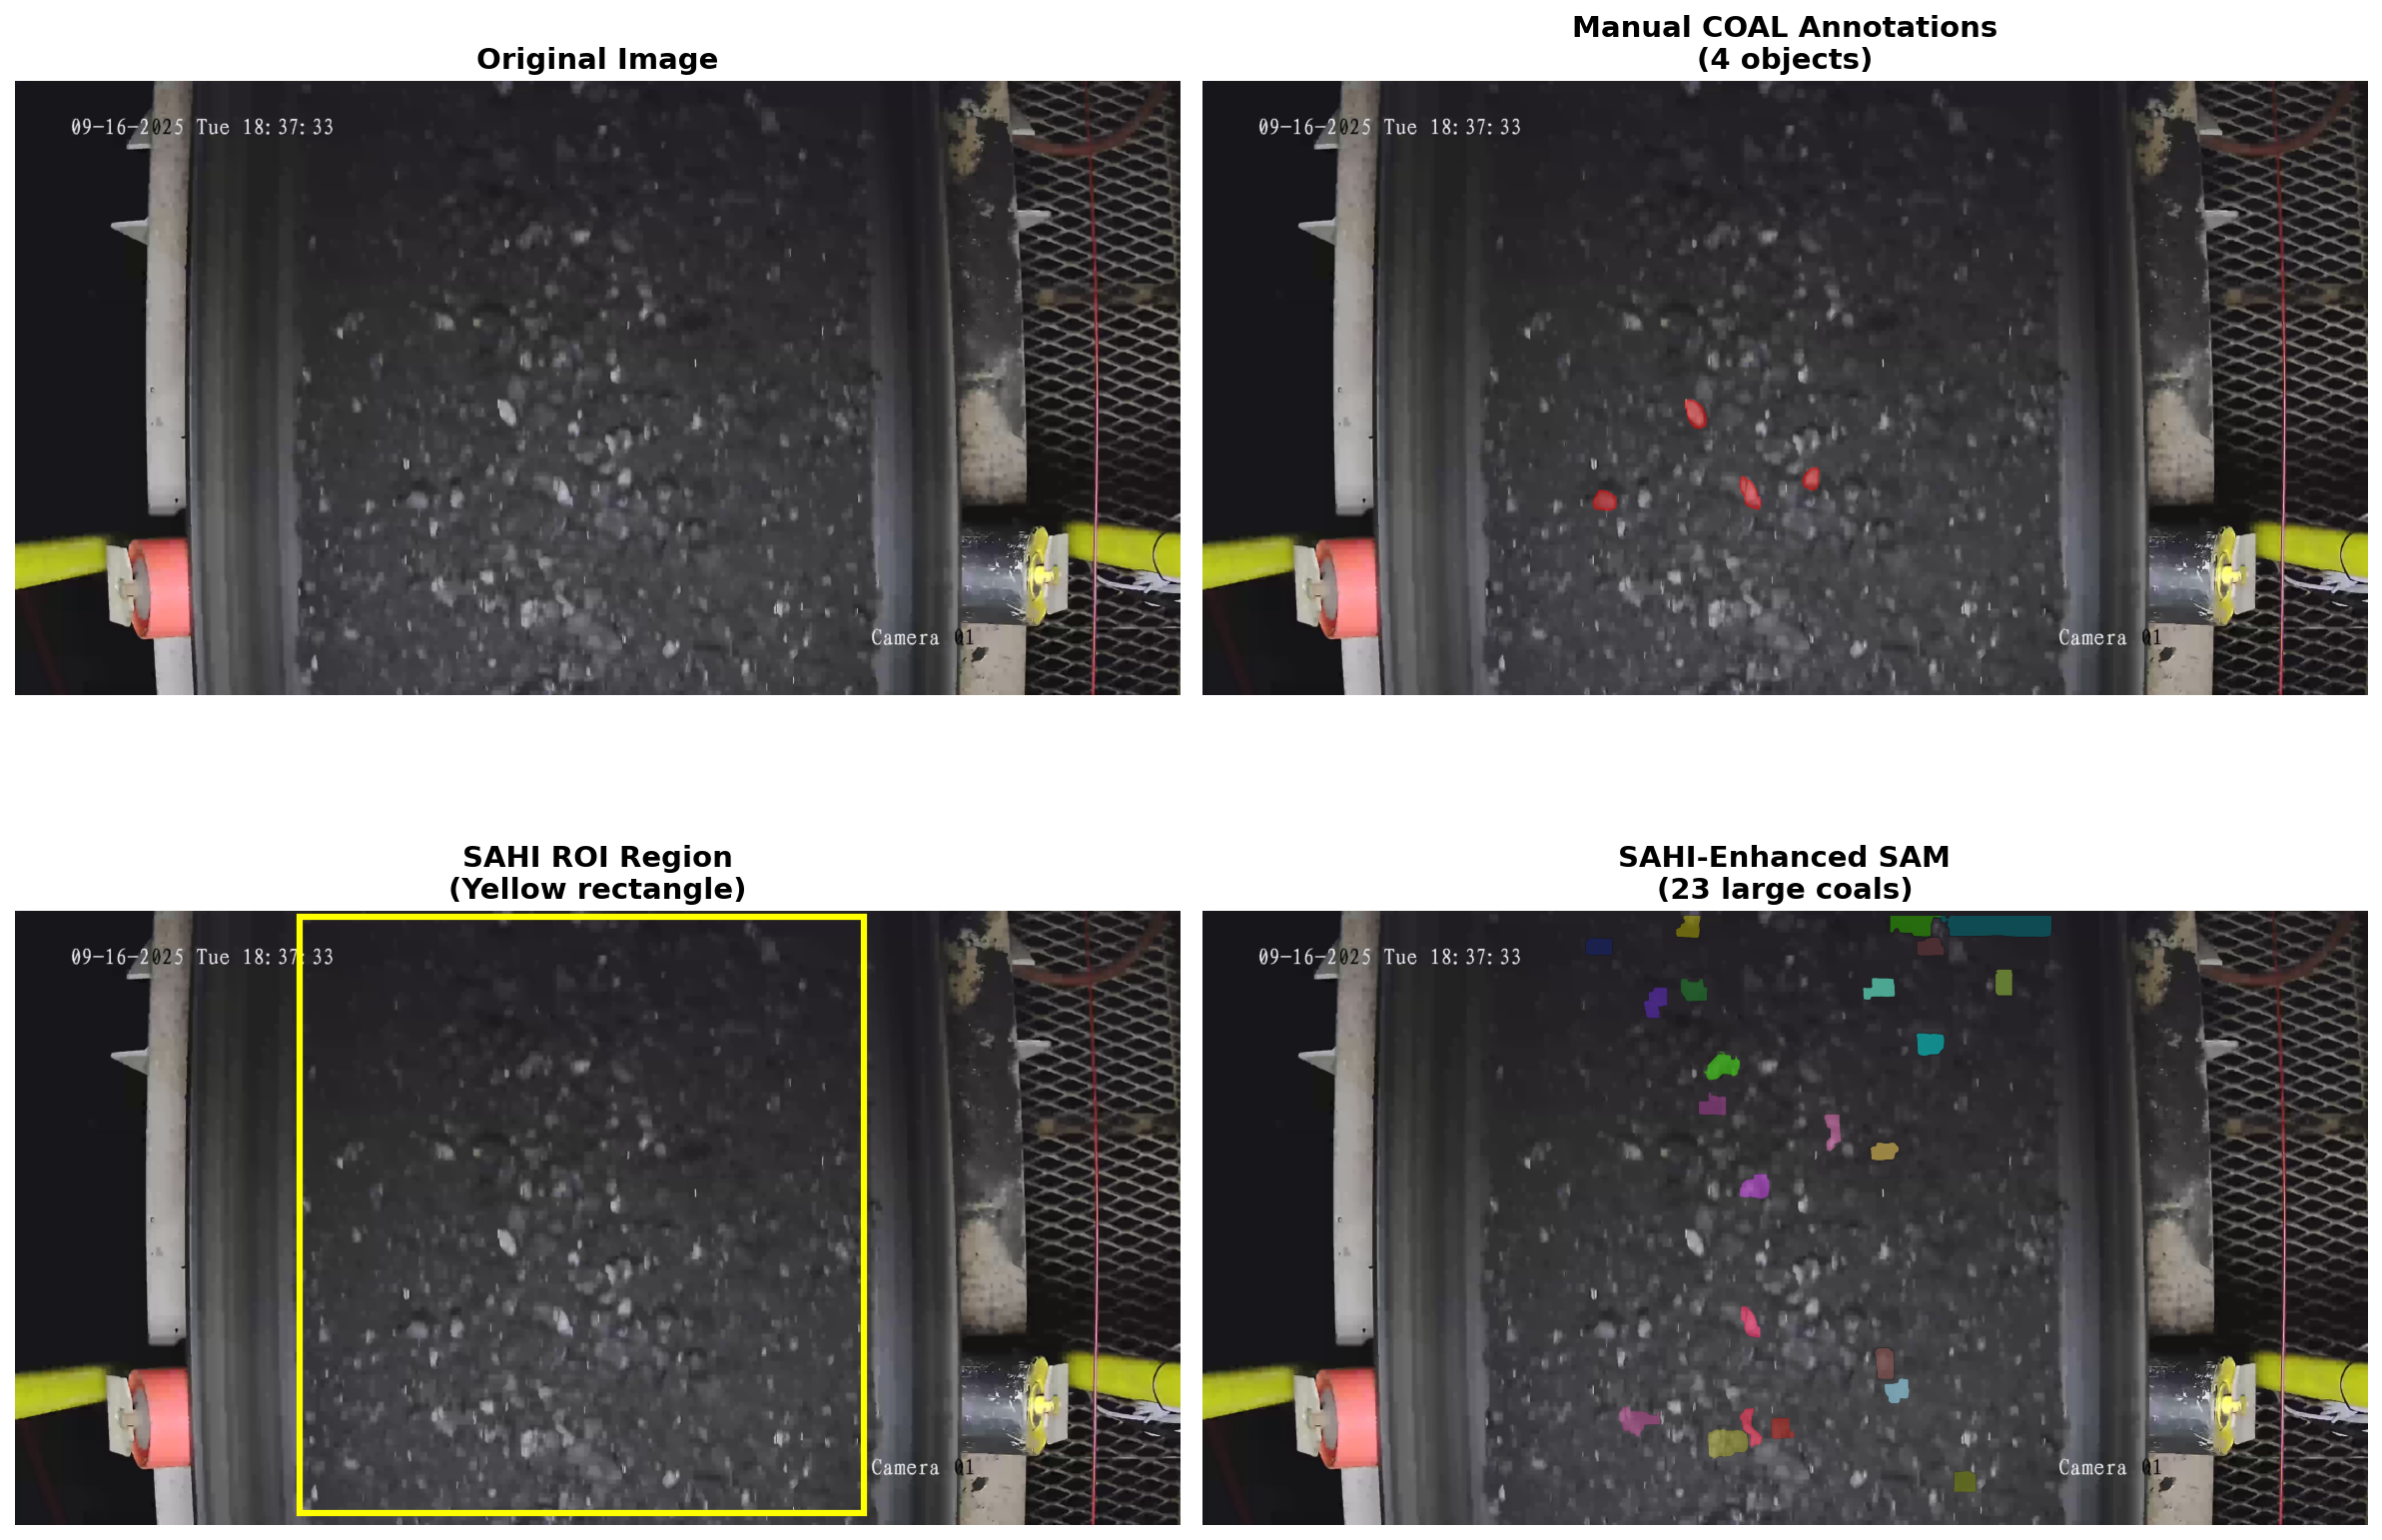 Original Image
09-16-2025 Tue 18:37:33
Camera 01
Manual COAL Annotations
(4 objects)
09-16-2025 Tue 18:37:33
Camera 01
SAHI ROI Region
(Yellow rectangle)
09-16-2025 Tue 18:37:33
Camera 01
SAHI-Enhanced SAM
(23 large coals)
09-16-2025 Tue 18:37:33
Camera 01